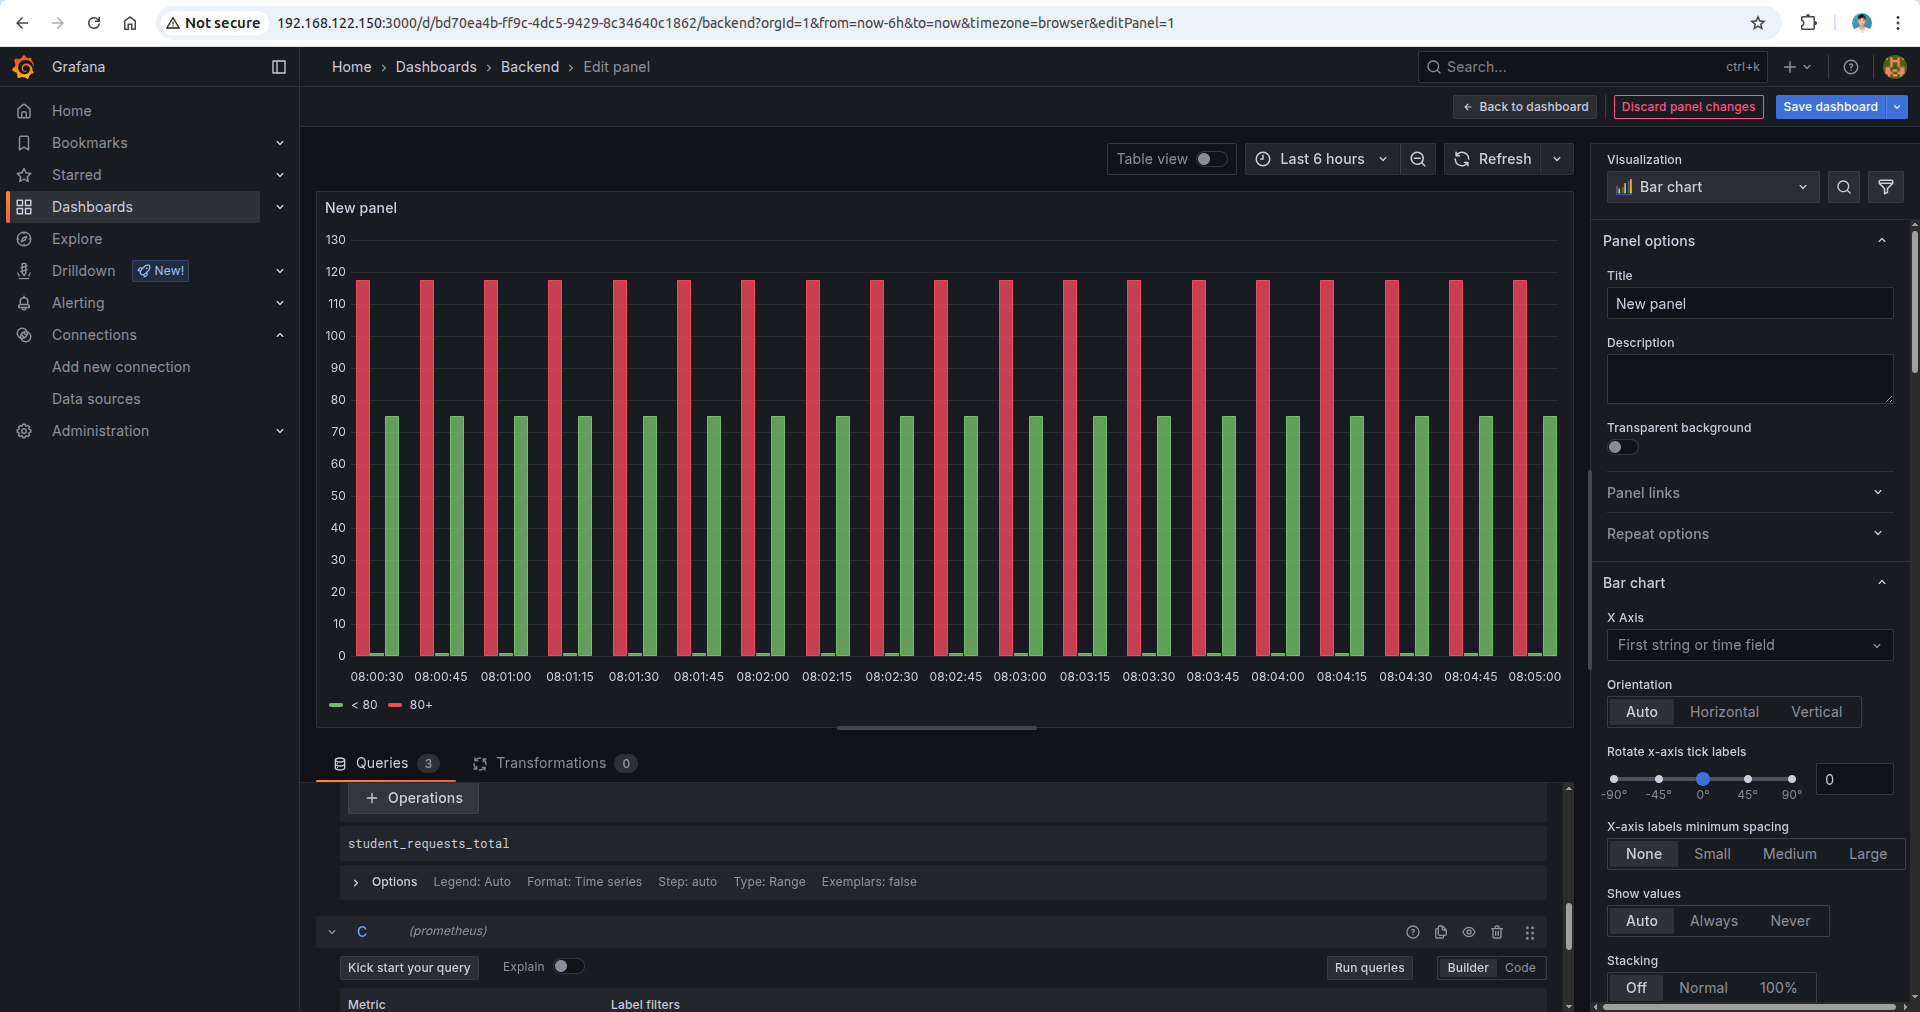 Not secure 192.168.122.150:3000/d/bd70ea4b-ff9c-4dc5-9429-8c34640c1862/backend?orgId=1&from=now-6h&to=now&timezone=browser&editPanel=1
Grafana
Home › Dashboards › Backend › Edit panel
Search... ctrl+k
Back to dashboard
Discard panel changes
Save dashboard
Home
Bookmarks
Starred
Dashboards
Explore
Drilldown New!
Alerting
Connections
Add new connection
Data sources
Administration
Table view
Last 6 hours
Refresh
New panel
130
120
110
100
90
80
70
60
50
40
30
20
10
0
08:00:30 08:00:45 08:01:00 08:01:15 08:01:30 08:01:45 08:02:00 08:02:15 08:02:30 08:02:45 08:03:00 08:03:15 08:03:30 08:03:45 08:04:00 08:04:15 08:04:30 08:04:45 08:05:00
< 80 80+
Queries 3
Transformations 0
+ Operations
student_requests_total
Options Legend: Auto Format: Time series Step: auto Type: Range Exemplars: false
C (prometheus)
Kick start your query
Explain
Run queries
Builder Code
Metric
Label filters
Visualization
Bar chart
Panel options
Title
New panel
Description
Transparent background
Panel links
Repeat options
Bar chart
X Axis
First string or time field
Orientation
Auto Horizontal Vertical
Rotate x-axis tick labels
0
-90° -45° 0° 45° 90°
X-axis labels minimum spacing
None Small Medium Large
Show values
Auto Always Never
Stacking
Off Normal 100%